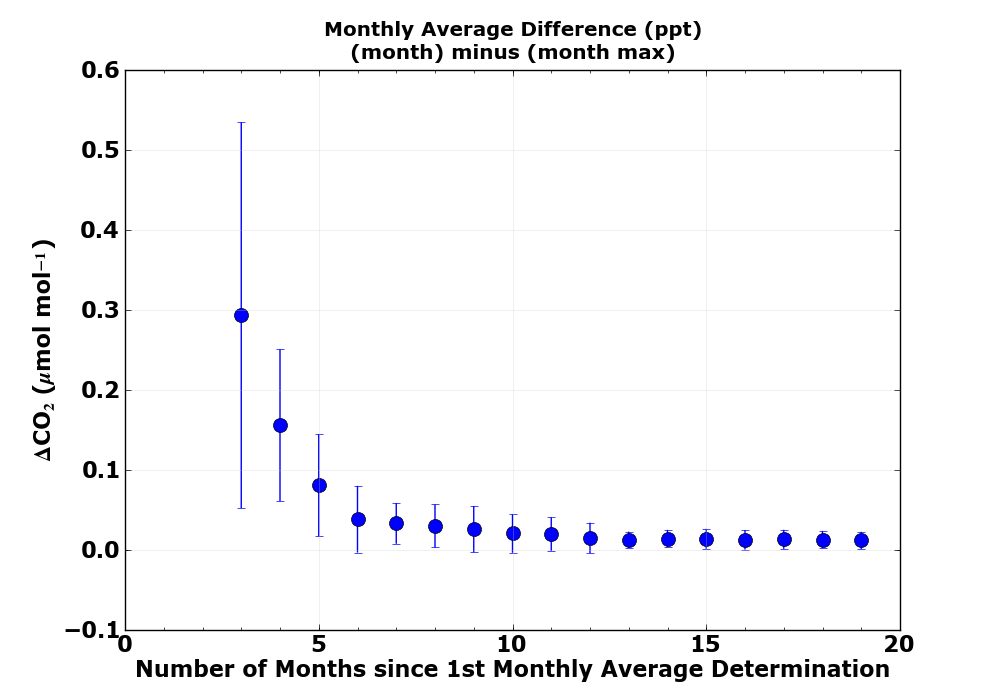 Monthly Average Difference (ppt)
(month) minus (month max)
0.6
0.5
0.4
0.3
0.2
0.1
0.0
−0.1
ΔCO₂ (μmol mol⁻¹)
0 5 10 15 20
Number of Months since 1st Monthly Average Determination